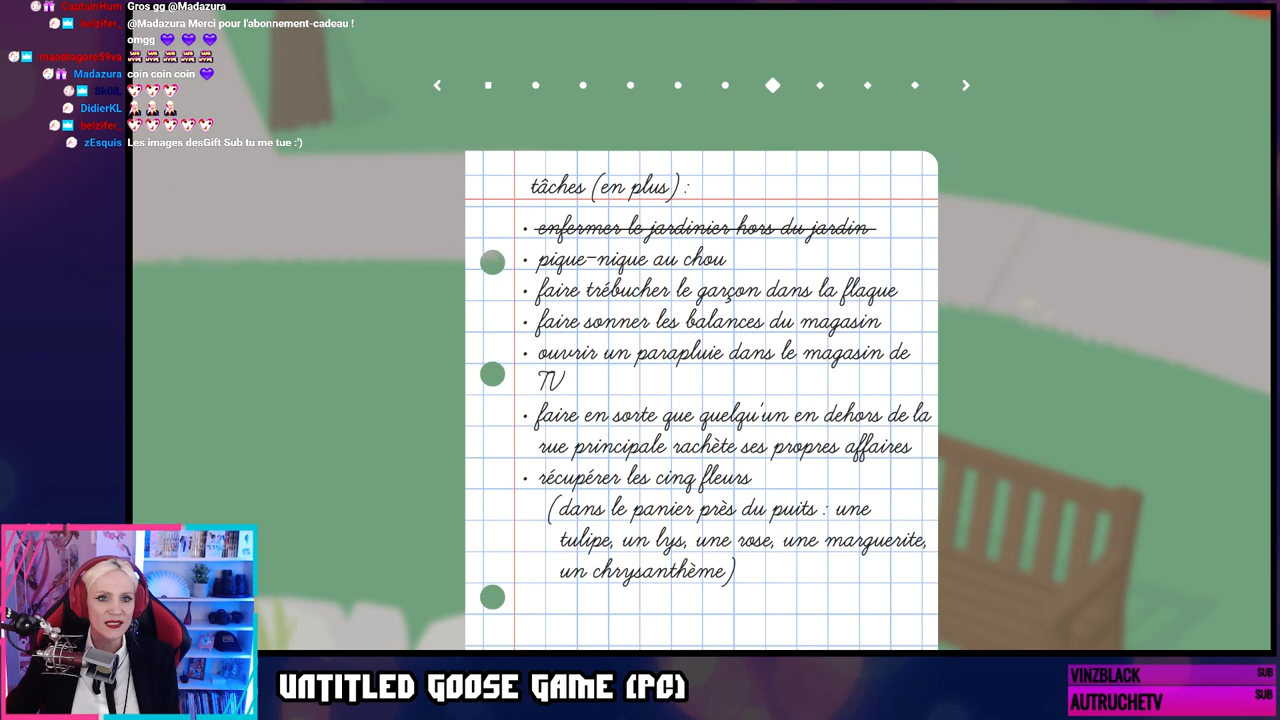 CaptainHum Gros gg @Madazura
belzifer_ @Madazura Merci pour l'abonnement-cadeau !
omgg
mandragore59va
Madazura coin coin coin
SkGiL
DidierKL
belzifer_
zEsquis Les images desGift Sub tu me tue :')
tâches (en plus) :
• enfermer le jardinier hors du jardin
• pique-nique au chou
• faire trébucher le garçon dans la flaque
• faire sonner les balances du magasin
• ouvrir un parapluie dans le magasin de
TV
• faire en sorte que quelqu'un en dehors de la
rue principale rachète ses propres affaires
• récupérer les cinq fleurs
(dans le panier près du puits : une
tulipe, un lys, une rose, une marguerite,
un chrysanthème)
UNTITLED GOOSE GAME (PC)
VINZBLACK SUB
AUTRUCHETV SUB